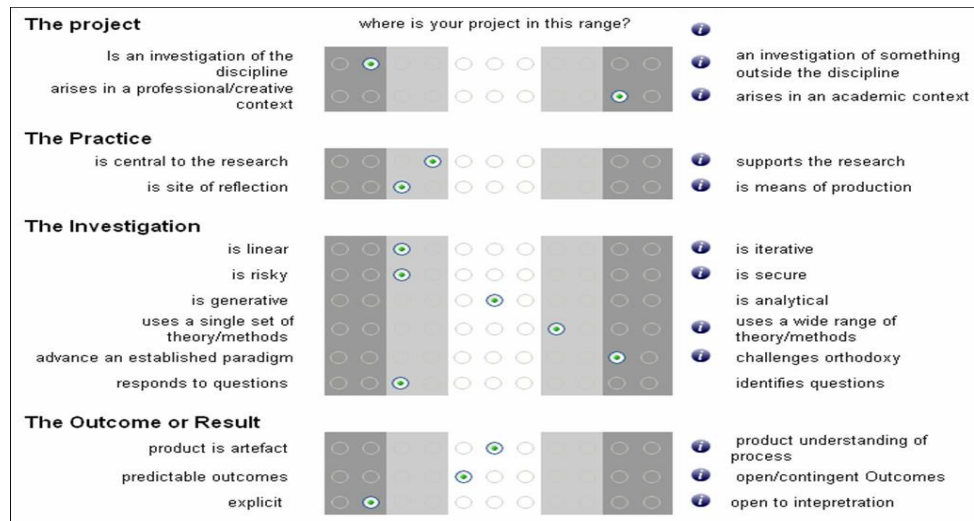 The project where is your project in this range?
Is an investigation of the an investigation of something
discipline outside the discipline
arises in a professional/creative arises in an academic context
context
The Practice
is central to the research supports the research
is site of reflection is means of production
The Investigation
is linear is iterative
is risky is secure
is generative is analytical
uses a single set of uses a wide range of
theory/methods theory/methods
advance an established paradigm challenges orthodoxy
responds to questions identifies questions
The Outcome or Result
product is artefact product understanding of
process
predictable outcomes open/contingent Outcomes
explicit open to intepretration